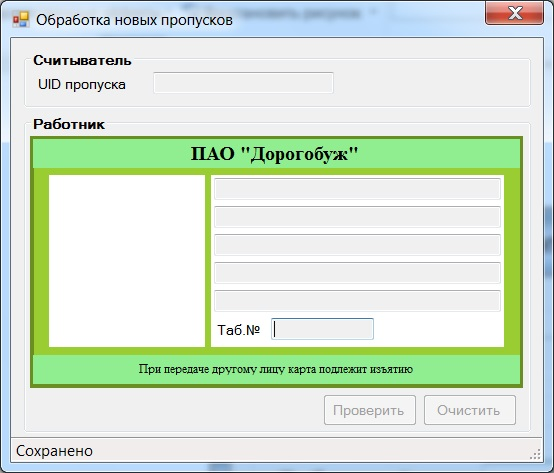 Обработка новых пропусков
Считыватель
UID пропуска
Работник
ПАО "Дорогобуж"
Таб.№
При передаче другому лицу карта подлежит изъятию
Проверить
Очистить
Сохранено